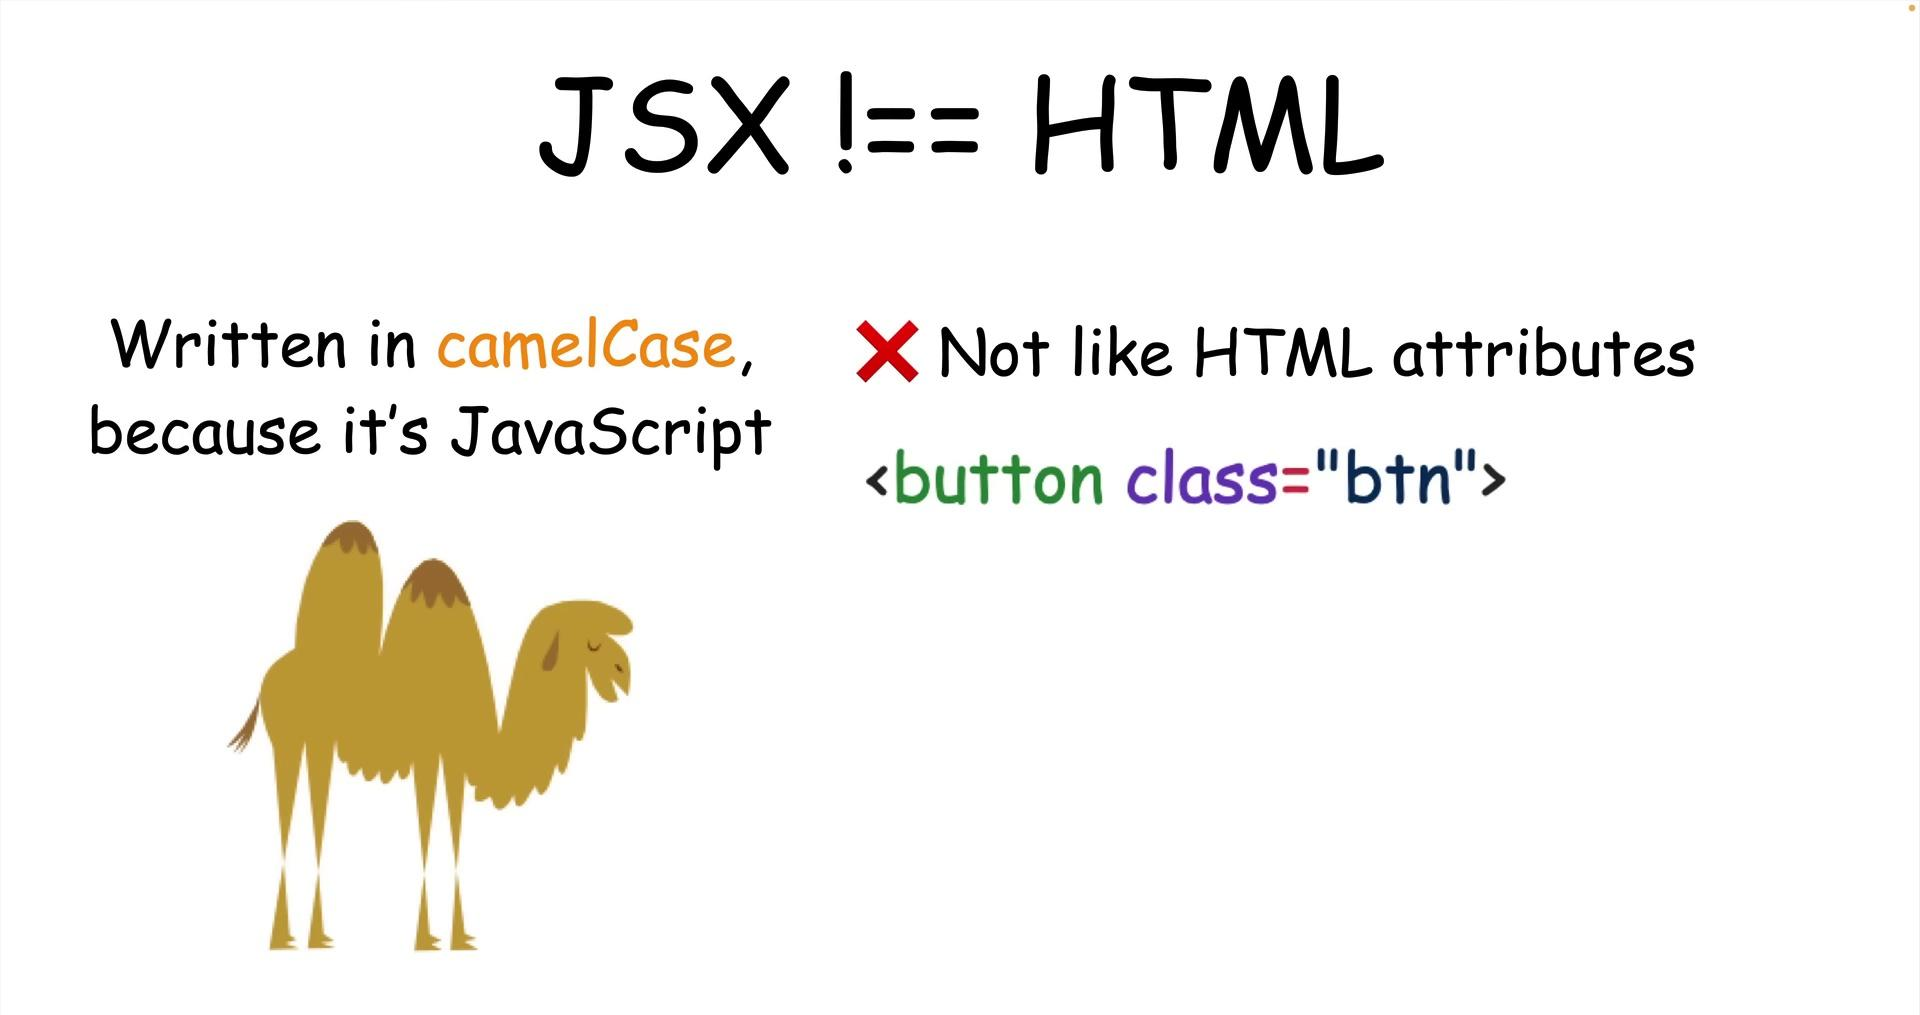 JSX !== HTML
Written in camelCase,
because it’s JavaScript
❌ Not like HTML attributes
<button class="btn">